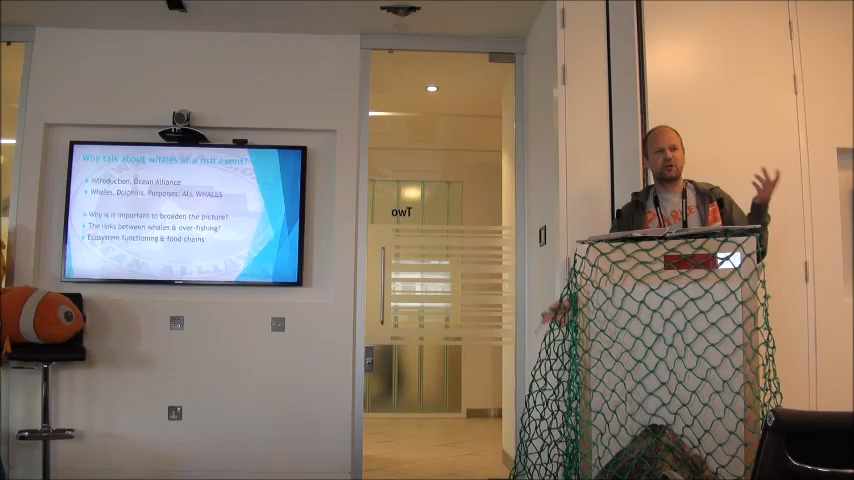 Why talk about whales at a fish event?
Introduction, Ocean Alliance
Whales, Dolphins, Porpoises: ALL WHALES
Why is it important to broaden the picture?
The links between whales & over-fishing?
Ecosystem functioning & food chains
Two